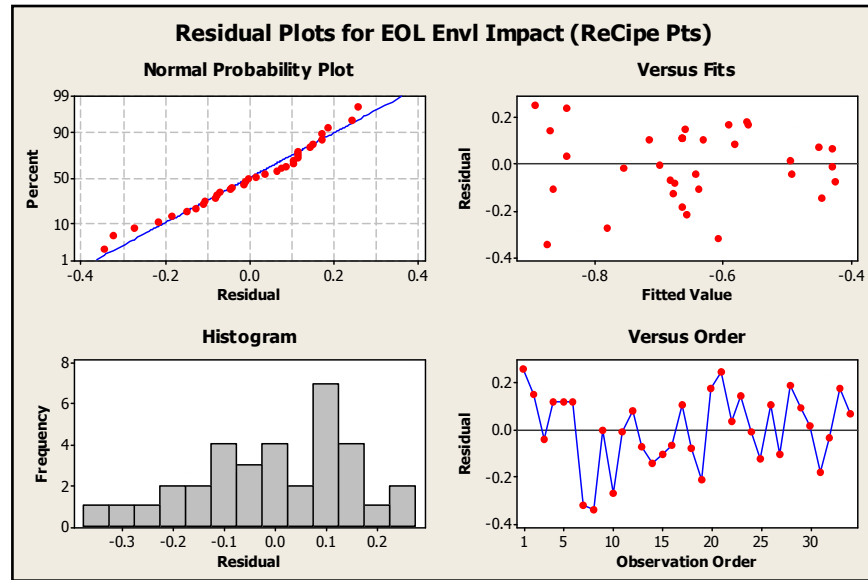 Residual Plots for EOL Envl Impact (ReCipe Pts)
Normal Probability Plot
Percent
99
90
50
10
1
-0.4 -0.2 0.0 0.2 0.4
Residual
Versus Fits
Residual
0.2
0.0
-0.2
-0.4
-0.8 -0.6 -0.4
Fitted Value
Histogram
Frequency
8
6
4
2
0
-0.3 -0.2 -0.1 0.0 0.1 0.2
Residual
Versus Order
Residual
0.2
0.0
-0.2
-0.4
1 5 10 15 20 25 30
Observation Order